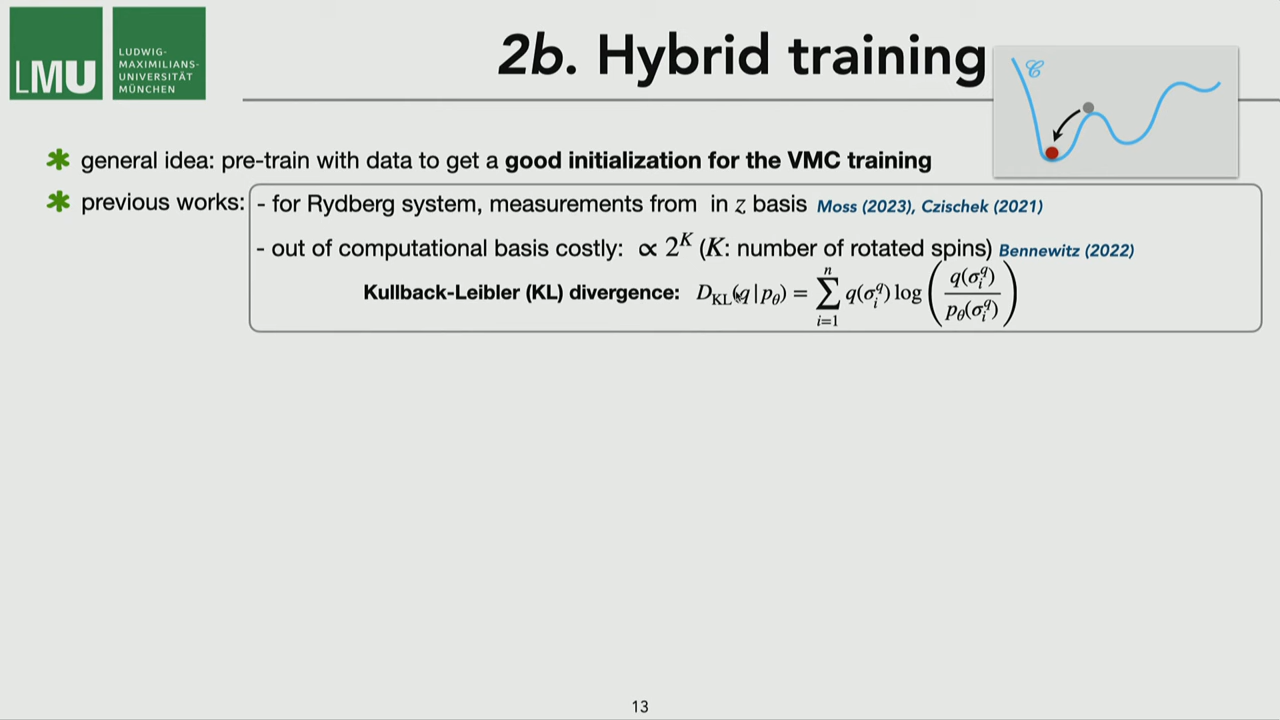 LMU
LUDWIG-
MAXIMILIANS-
UNIVERSITÄT
MÜNCHEN
2b. Hybrid training
𝒞
✱ general idea: pre-train with data to get a good initialization for the VMC training
✱ previous works: - for Rydberg system, measurements from in z basis Moss (2023), Czischek (2021)
- out of computational basis costly: ∝ 2^K (K: number of rotated spins) Bennewitz (2022)
Kullback-Leibler (KL) divergence: D_KL(q|p_θ) = ∑_{i=1}^{n} q(σ_i^q) log ( q(σ_i^q) / p_θ(σ_i^q) )
13